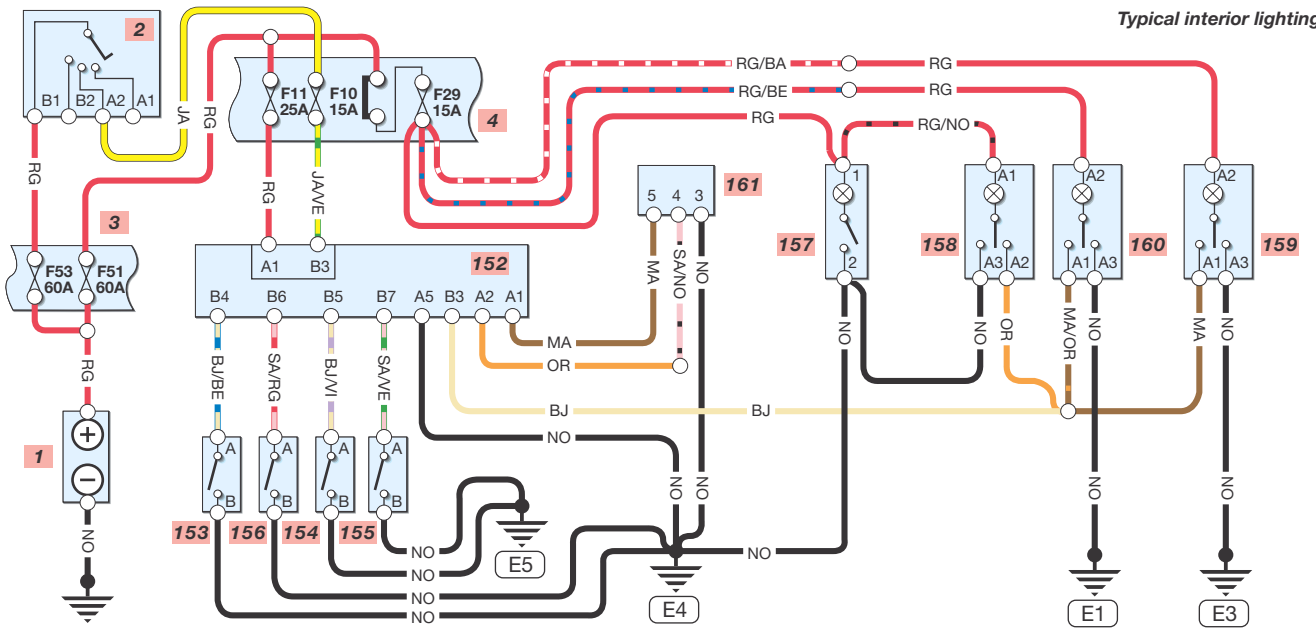 Typical interior lighting
2
B1 B2 A2 A1
JA
RG
RG
F11
25A
F10
15A
F29
15A
4
RG/BA
RG
RG/BE
RG
RG
RG/NO
RG
JA/VE
3
F53
60A
F51
60A
RG
1
NO
A1 B3
152
B4 B6 B5 B7 A5 B3 A2 A1
161
5 4 3
MA
SA/NO
NO
MA
OR
BJ
BJ
NO
BJ/BE
SA/RG
BJ/VI
SA/VE
A A A A
B B B B
153
156
154
155
NO
NO
NO
NO
E5
NO
NO
E4
NO
157
1
2
NO
158
A1
A3 A2
NO
OR
160
A2
A1 A3
MA/OR
NO
159
A2
A1 A3
MA
NO
NO
E1
NO
E3